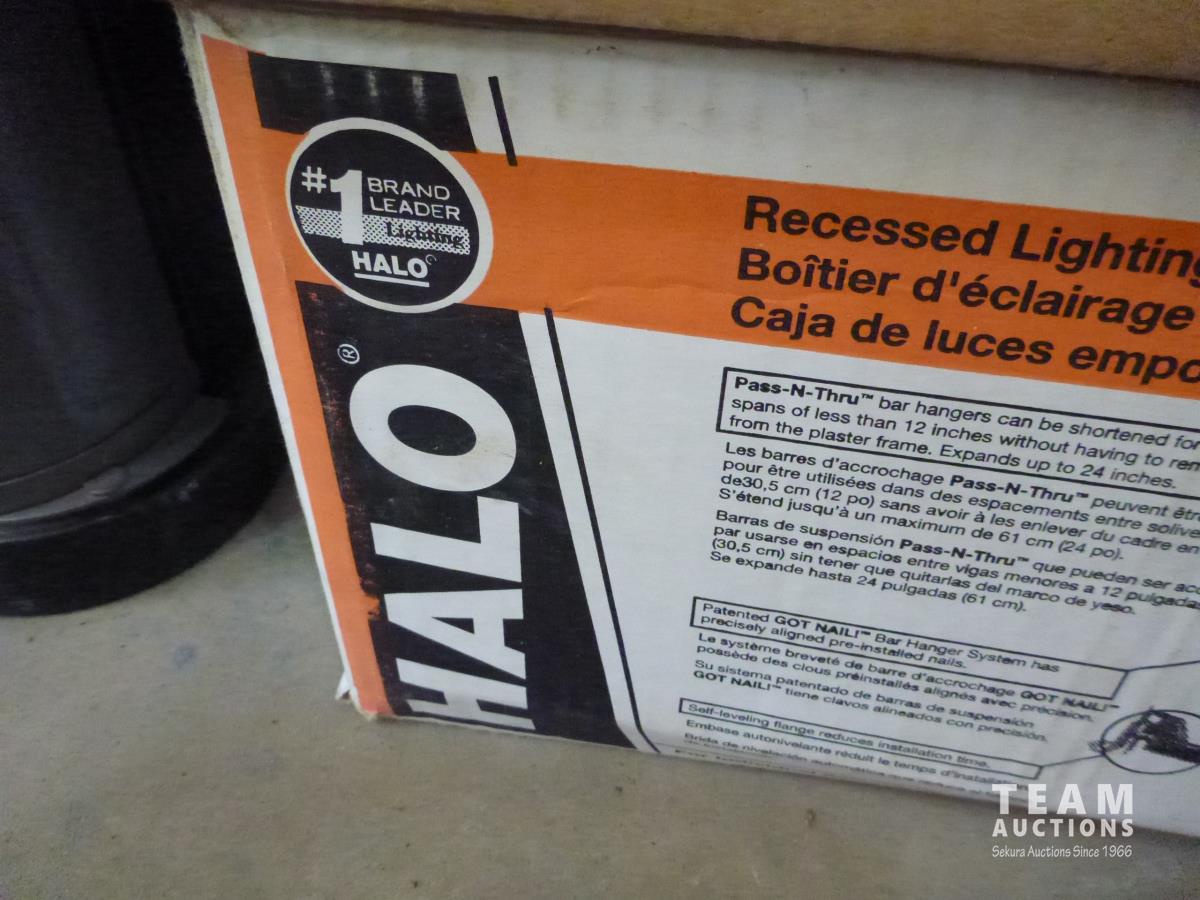 #1 BRAND
LEADER
Lighting
HALO
HALO®
Recessed Lighting
Boîtier d'éclairage
Caja de luces
Pass-N-Thru™ bar hangers can be shortened for
spans of less than 12 inches without having to
from the plaster frame. Expands up to 24 inches.
Les barres d'accrochage Pass-N-Thru™ peuvent
pour être utilisées dans des espacements entre
de30,5 cm (12 po) sans avoir à les enlever du cadre en
S'étend jusqu'à un maximum de 61 cm (24 po).
Barras de suspensión Pass-N-Thru™ que pueden ser
par usarse en espacios entre vigas menores a 12
(30,5 cm) sin tener que quitarlas del marco de yeso.
Se expande hasta 24 pulgadas (61 cm).
Patented GOT NAIL!™ Bar Hanger System has
precisely aligned pre-installed nails.
Le système breveté de barre d'accrochage GOT NAIL!™
possède des clous préinstallés alignés avec précision.
Su sistema patentado de barras de suspensión
GOT NAIL!™ tiene clavos alineados con precisión.
Self-leveling flange reduces installation time.
Embase autonivelante réduit le temps d'installation
Brida de nivelación automática que
TEAM
AUCTIONS
Sekura Auctions Since 1966